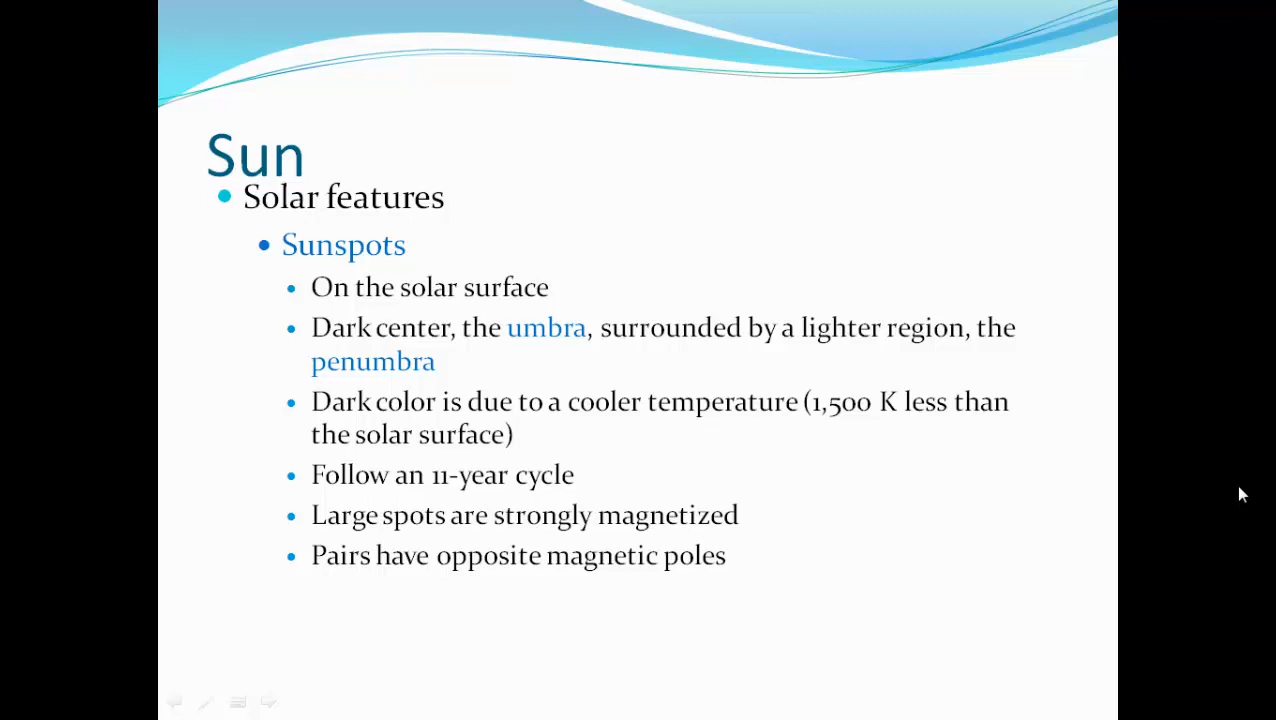 Sun
Solar features
Sunspots
On the solar surface
Dark center, the umbra, surrounded by a lighter region, the
penumbra
Dark color is due to a cooler temperature (1,500 K less than
the solar surface)
Follow an 11-year cycle
Large spots are strongly magnetized
Pairs have opposite magnetic poles